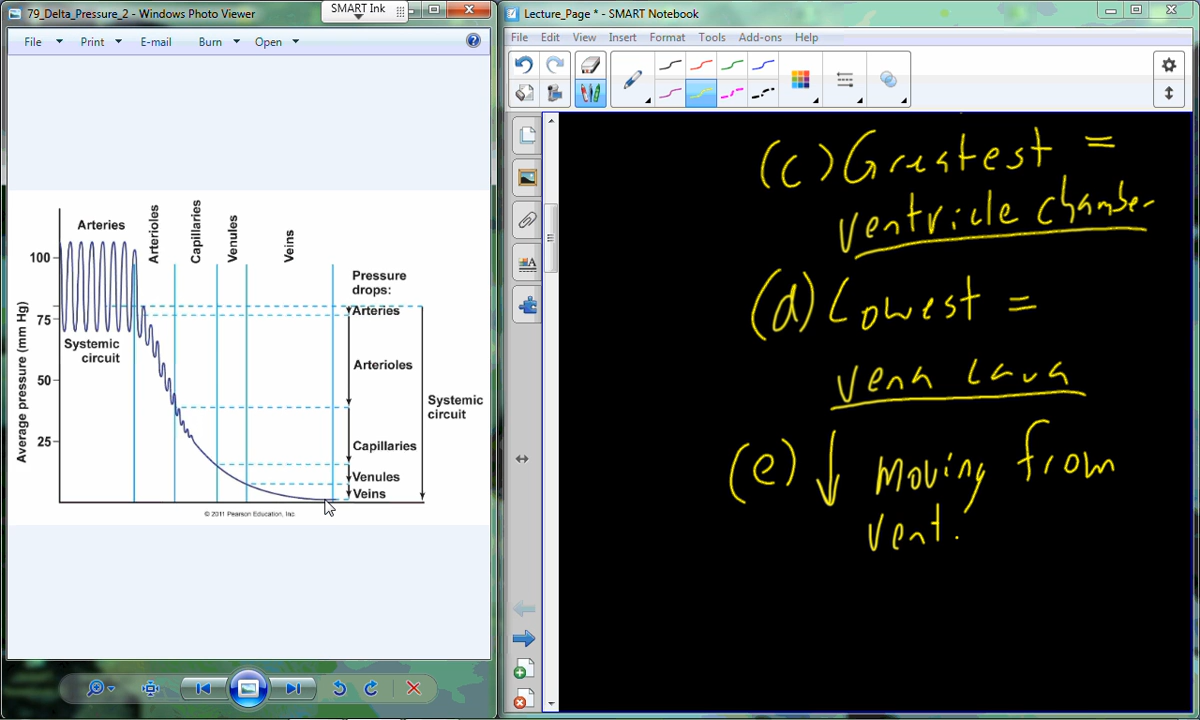 79_Delta_Pressure_2 - Windows Photo Viewer
SMART Ink
File Print E-mail Burn Open
Arteries
Arterioles
Capillaries
Venules
Veins
100
75
50
25
Average pressure (mm Hg)
Systemic
circuit
Pressure
drops:
Arteries
Arterioles
Capillaries
Venules
Veins
Systemic
circuit
© 2011 Pearson Education, Inc.
Lecture_Page * - SMART Notebook
File Edit View Insert Format Tools Add-ons Help
(c) Greatest =
ventricle chamber
(d) Lowest =
vena cava
(e) ↓ moving from
vent.